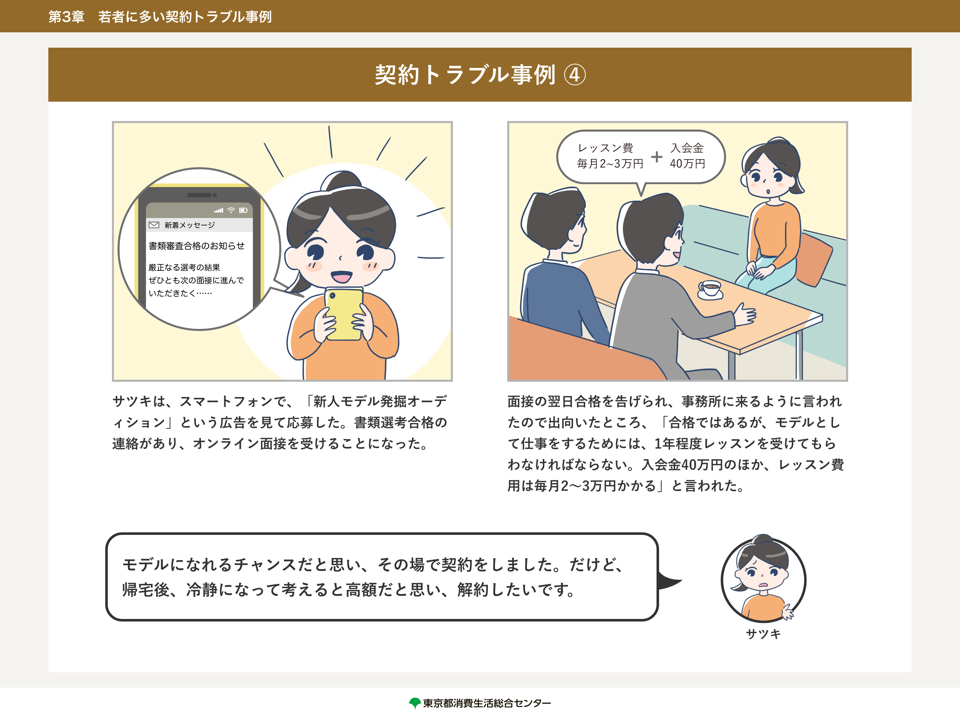 第3章 若者に多い契約トラブル事例
契約トラブル事例 ④
新着メッセージ
書類審査合格のお知らせ
厳正なる選考の結果
ぜひとも次の面接に進んで
いただきたく……
レッスン費
毎月2~3万円
+
入会金
40万円
サツキは、スマートフォンで、「新人モデル発掘オーデ
ィション」という広告を見て応募した。書類選考合格の
連絡があり、オンライン面接を受けることになった。
面接の翌日合格を告げられ、事務所に来るように言われ
たので出向いたところ、「合格ではあるが、モデルとし
て仕事をするためには、1年程度レッスンを受けてもら
わなければならない。入会金40万円のほか、レッスン費
用は毎月2〜3万円かかる」と言われた。
モデルになれるチャンスだと思い、その場で契約をしました。だけど、
帰宅後、冷静になって考えると高額だと思い、解約したいです。
サツキ
東京都消費生活総合センター